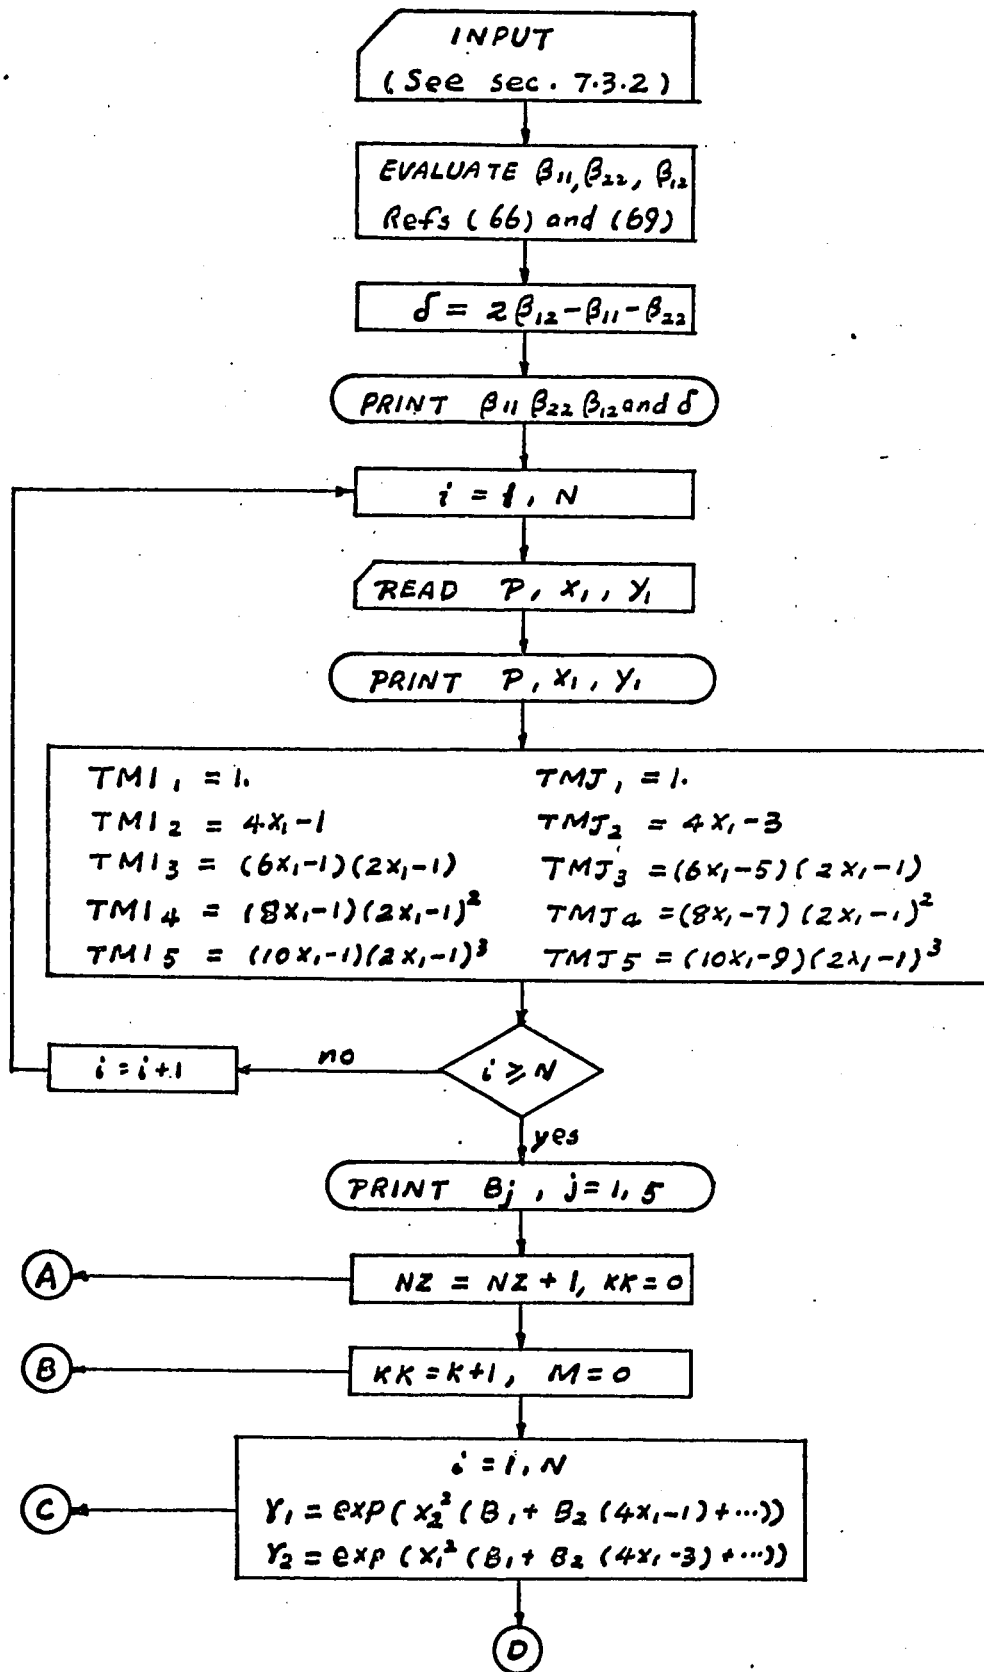 INPUT
(See sec. 7.3.2)
EVALUATE β₁₁, β₂₂, β₁₂
Refs (66) and (69)
δ = 2β₁₂ - β₁₁ - β₂₂
PRINT β₁₁ β₂₂ β₁₂ and δ
i = 1, N
READ P, X₁, Y₁
PRINT P, X₁, Y₁
TMI₁ = 1.
TMJ₁ = 1.
TMI₂ = 4X₁-1
TMJ₂ = 4X₁-3
TMI₃ = (6X₁-1)(2X₁-1)
TMJ₃ = (6X₁-5)(2X₁-1)
TMI₄ = (8X₁-1)(2X₁-1)²
TMJ₄ = (8X₁-7)(2X₁-1)²
TMI₅ = (10X₁-1)(2X₁-1)³
TMJ₅ = (10X₁-9)(2X₁-1)³
i = i+1
no
i ≥ N
yes
PRINT Bj, j=1,5
A
NZ = NZ + 1, KK=0
B
KK = K+1, M=0
i = 1, N
C
γ₁ = exp(X₂²(B₁ + B₂(4X₁-1)+...))
γ₂ = exp(X₁²(B₁ + B₂(4X₁-3)+...))
D